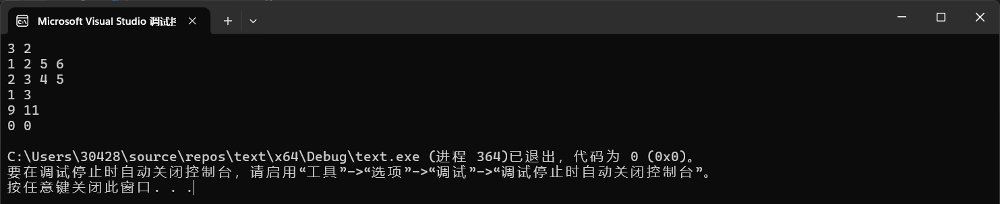 Microsoft Visual Studio 调试控
3 2
1 2 5 6
2 3 4 5
1 3
9 11
0 0
C:\Users\30428\source\repos\text\x64\Debug\text.exe (进程 364)已退出，代码为 0 (0x0)。
要在调试停止时自动关闭控制台，请启用“工具”->“选项”->“调试”->“调试停止时自动关闭控制台”。
按任意键关闭此窗口. . .